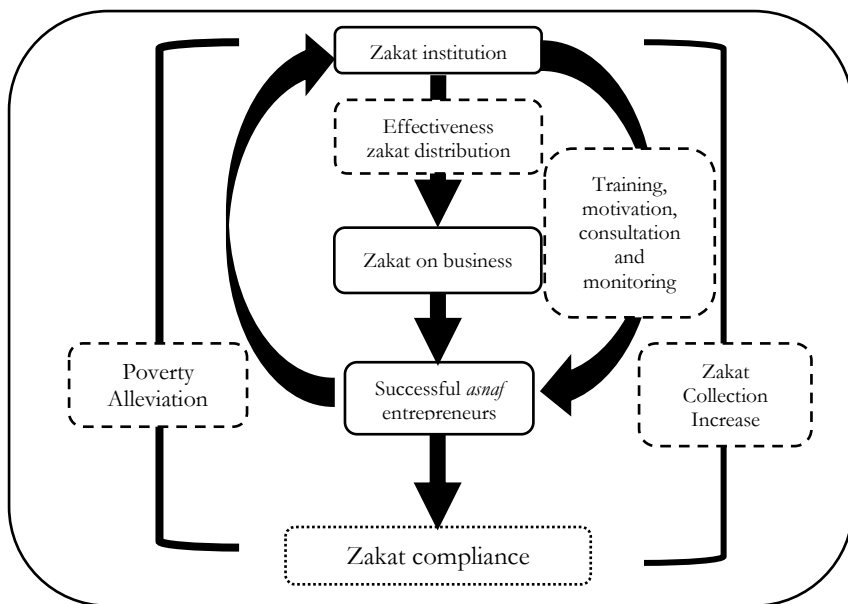 Zakat institution
Effectiveness
zakat distribution
Training,
motivation,
consultation
and
monitoring
Zakat on business
Poverty
Alleviation
Successful asnaf
entrepreneurs
Zakat
Collection
Increase
Zakat compliance